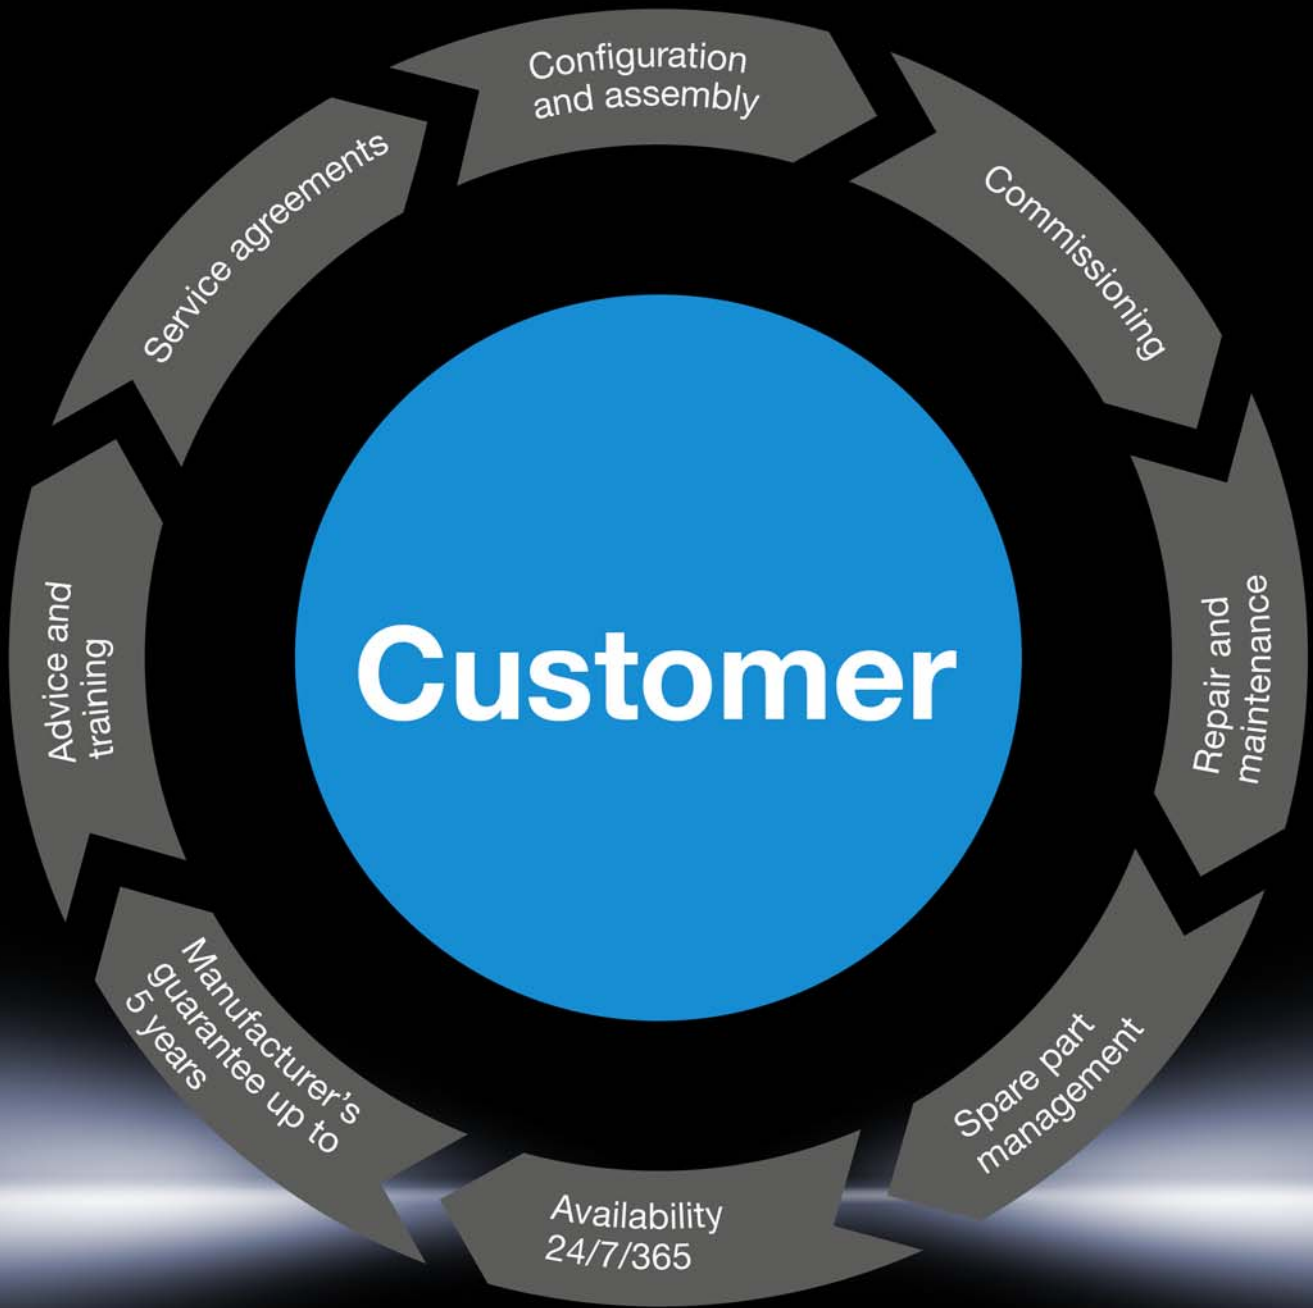 Configuration
and assembly
Commissioning
Repair and
maintenance
Spare part
management
Availability
24/7/365
Manufacturer's
guarantee up to
5 years
Advice and
training
Service agreements
Customer